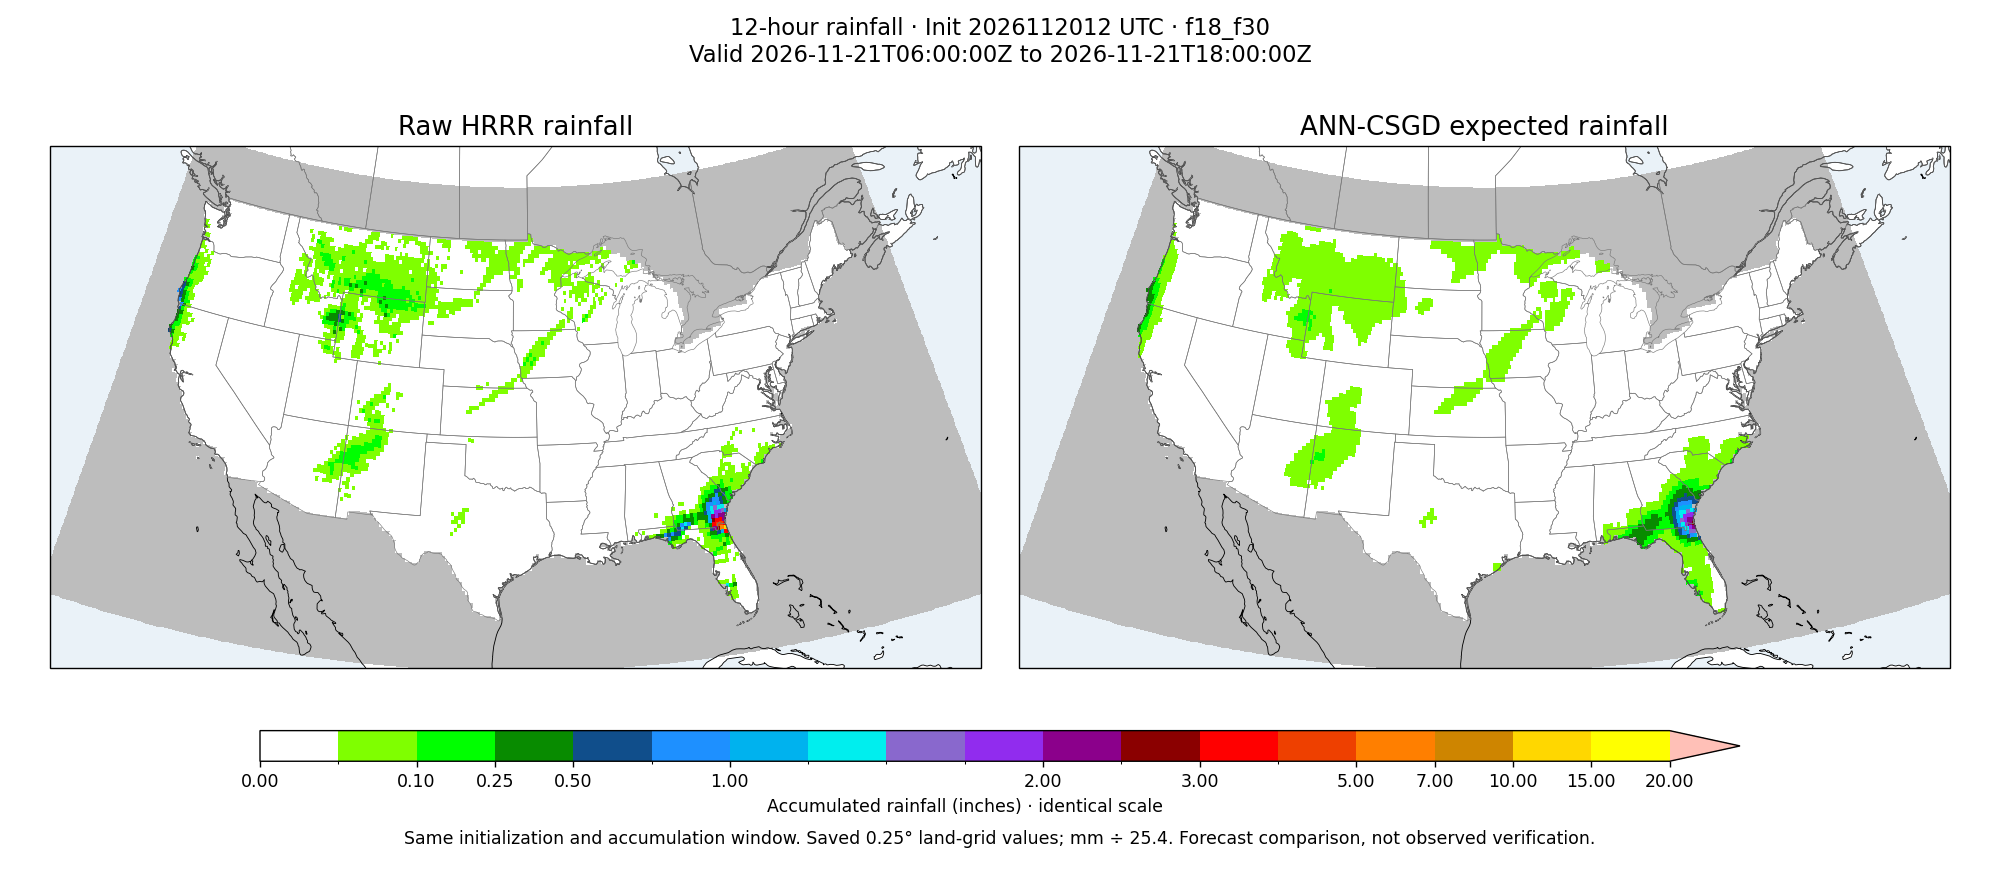 12-hour rainfall · Init 2026112012 UTC · f18_f30
Valid 2026-11-21T06:00:00Z to 2026-11-21T18:00:00Z
Raw HRRR rainfall
ANN-CSGD expected rainfall
0.00 0.10 0.25 0.50 1.00 2.00 3.00 5.00 7.00 10.00 15.00 20.00
Accumulated rainfall (inches) · identical scale
Same initialization and accumulation window. Saved 0.25° land-grid values; mm ÷ 25.4. Forecast comparison, not observed verification.